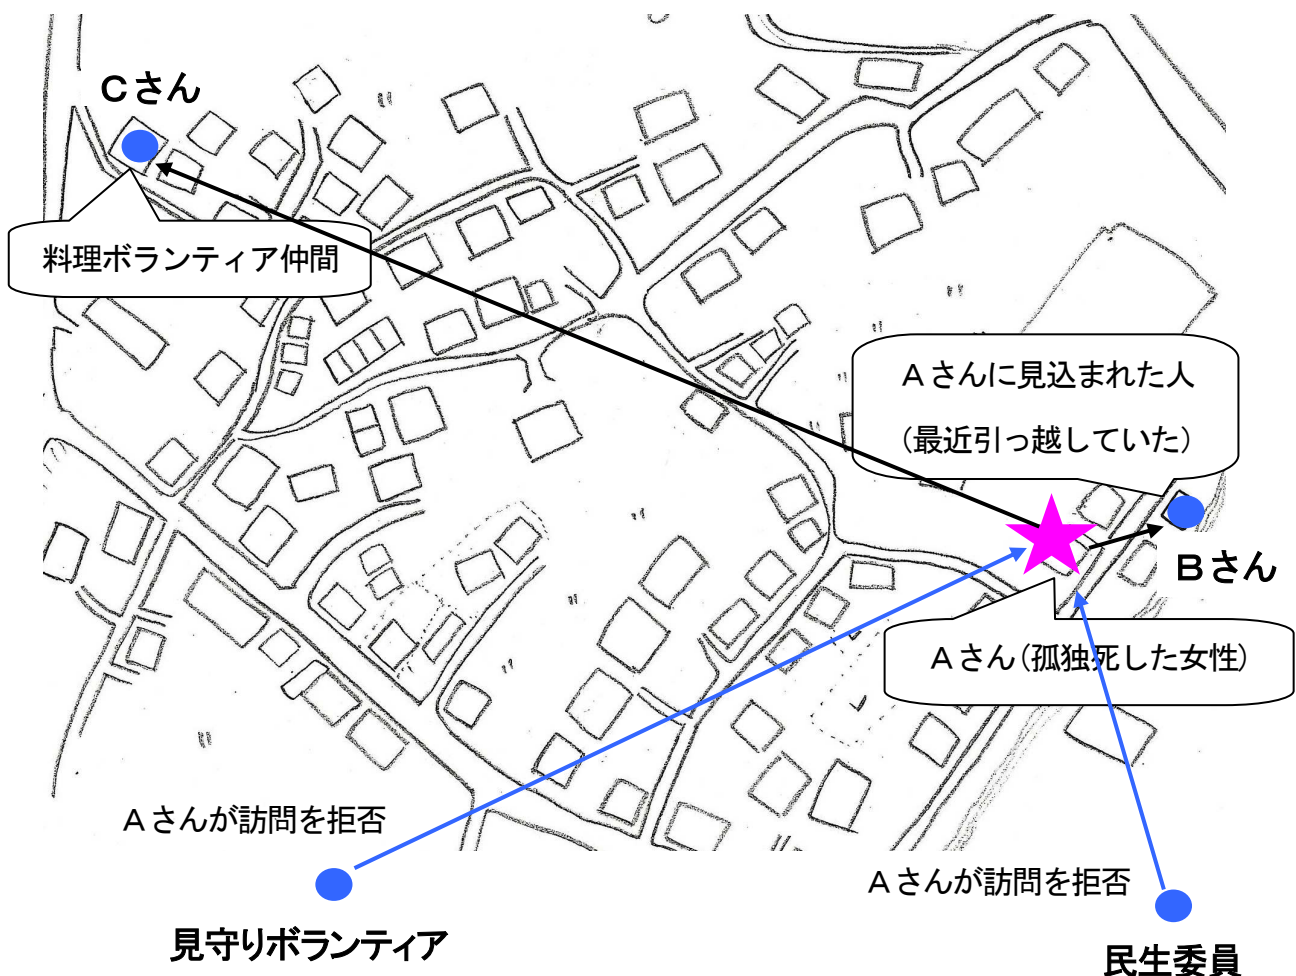 Cさん
料理ボランティア仲間
Aさんに見込まれた人
(最近引っ越していた)
Bさん
Aさん(孤独死した女性)
Aさんが訪問を拒否
見守りボランティア
Aさんが訪問を拒否
民生委員